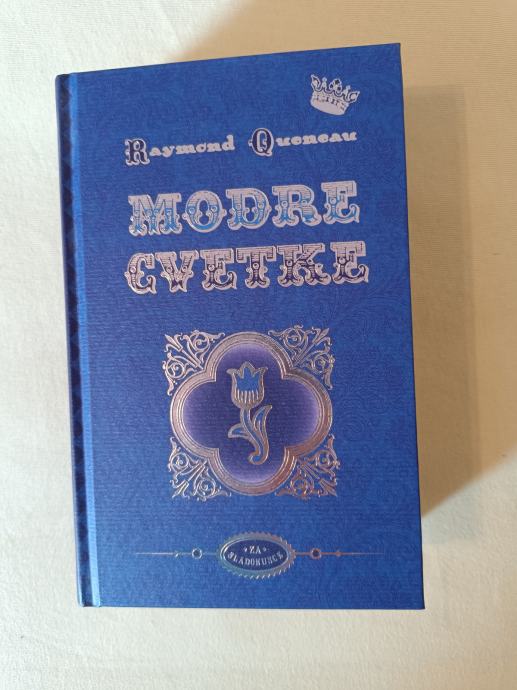 Raymond Queneau
MODRE
CVETKE
ZA
SLADOKUSCE